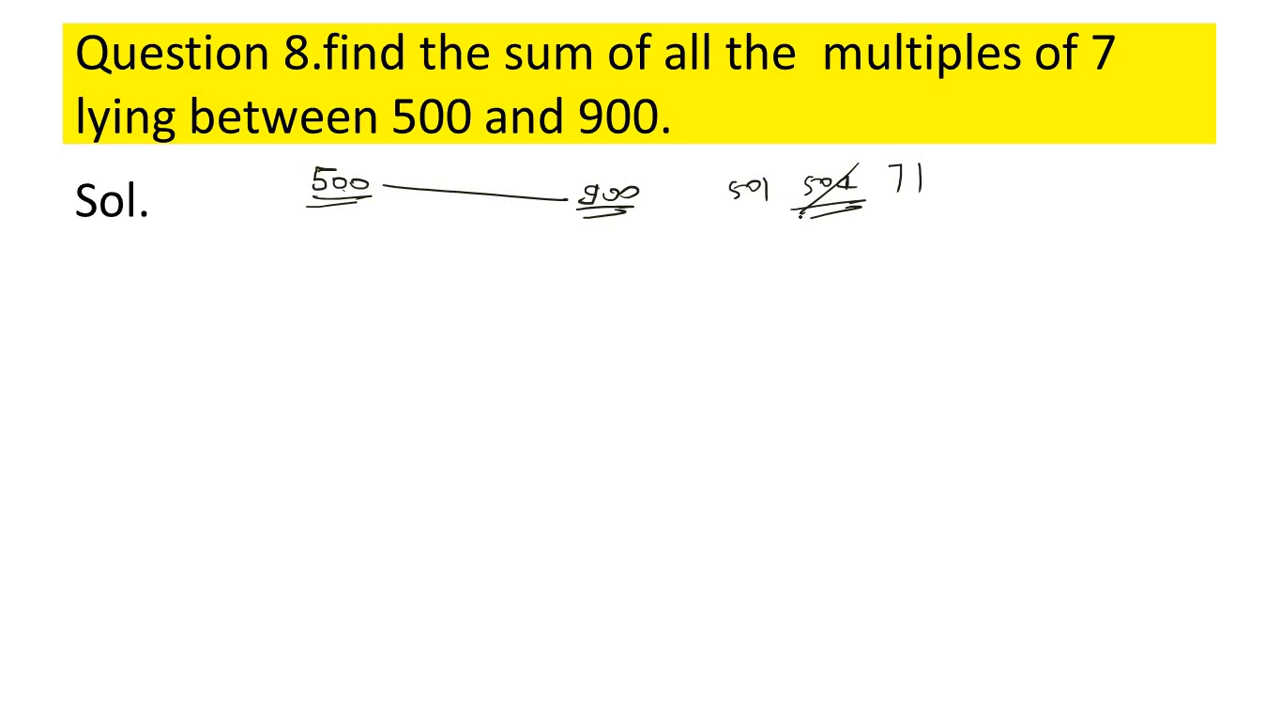 Question 8.find the sum of all the  multiples of 7
lying between 500 and 900.
Sol. 500 900 501 71